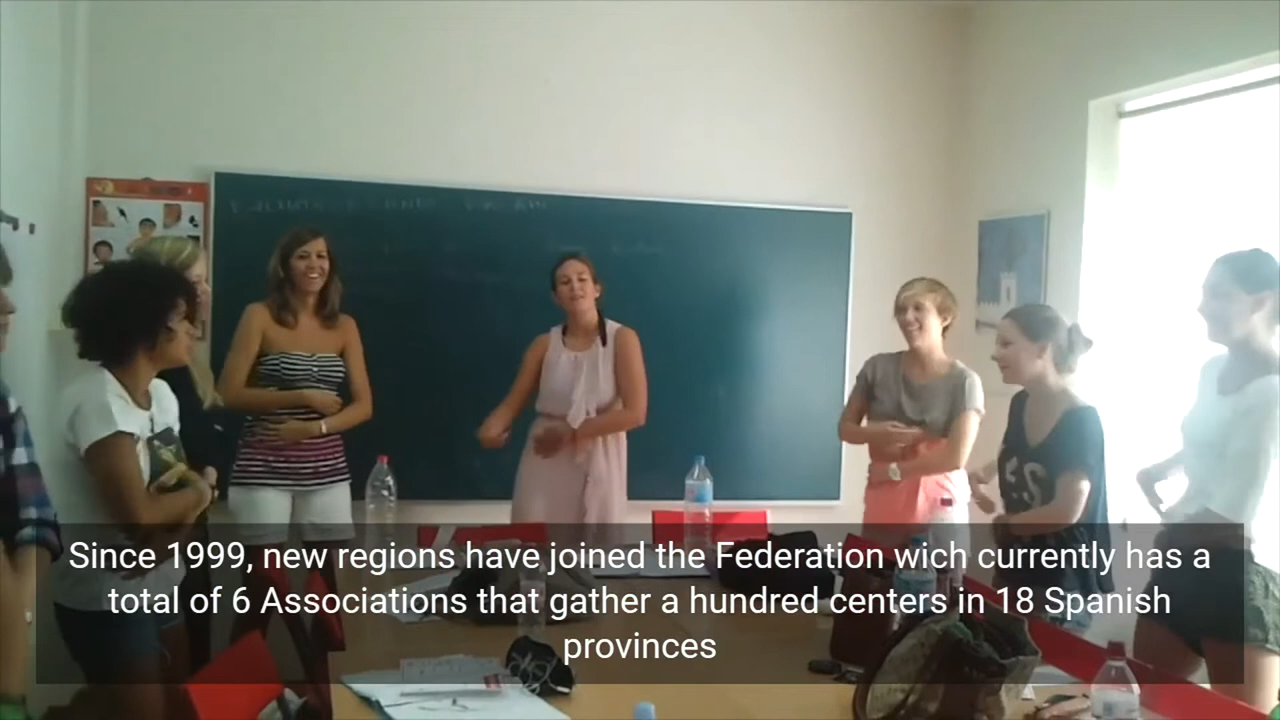 Since 1999, new regions have joined the Federation wich currently has a
total of 6 Associations that gather a hundred centers in 18 Spanish
provinces